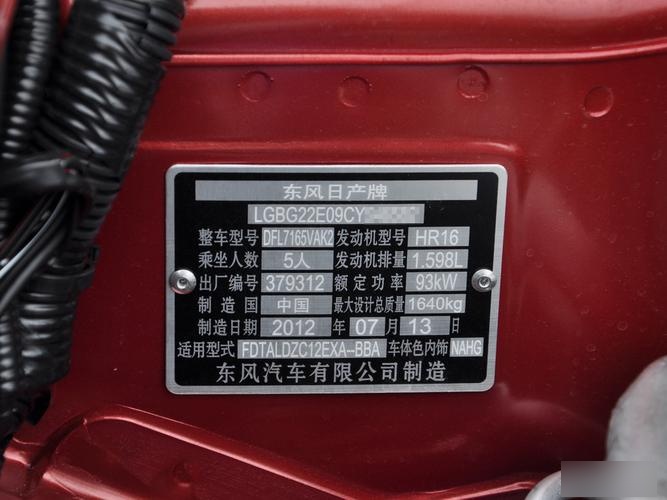 东风日产牌
LGBG22E09CY
整车型号 DFL7165VAK2 发动机型号 HR16
乘坐人数 5人 发动机排量 1.598L
出厂编号 379312 额定功率 93kW
制造国 中国 最大设计总质量 1640kg
制造日期 2012 年 07 月 13 日
适用型式 FDTALDZC12EXA--BBA 车体色内饰 NAHG
东风汽车有限公司制造